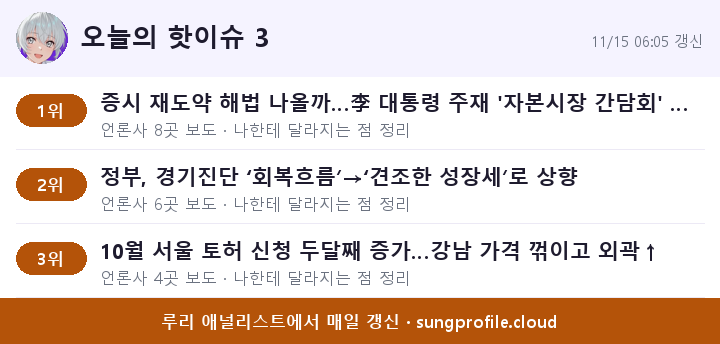 오늘의 핫이슈 3
11/15 06:05 갱신
1위
증시 재도약 해법 나올까…李 대통령 주재 '자본시장 간담회' …
언론사 8곳 보도 · 나한테 달라지는 점 정리
2위
정부, 경기진단 ‘회복흐름’→‘견조한 성장세’로 상향
언론사 6곳 보도 · 나한테 달라지는 점 정리
3위
10월 서울 토허 신청 두달째 증가…강남 가격 꺾이고 외곽↑
언론사 4곳 보도 · 나한테 달라지는 점 정리
루리 애널리스트에서 매일 갱신 · sungprofile.cloud